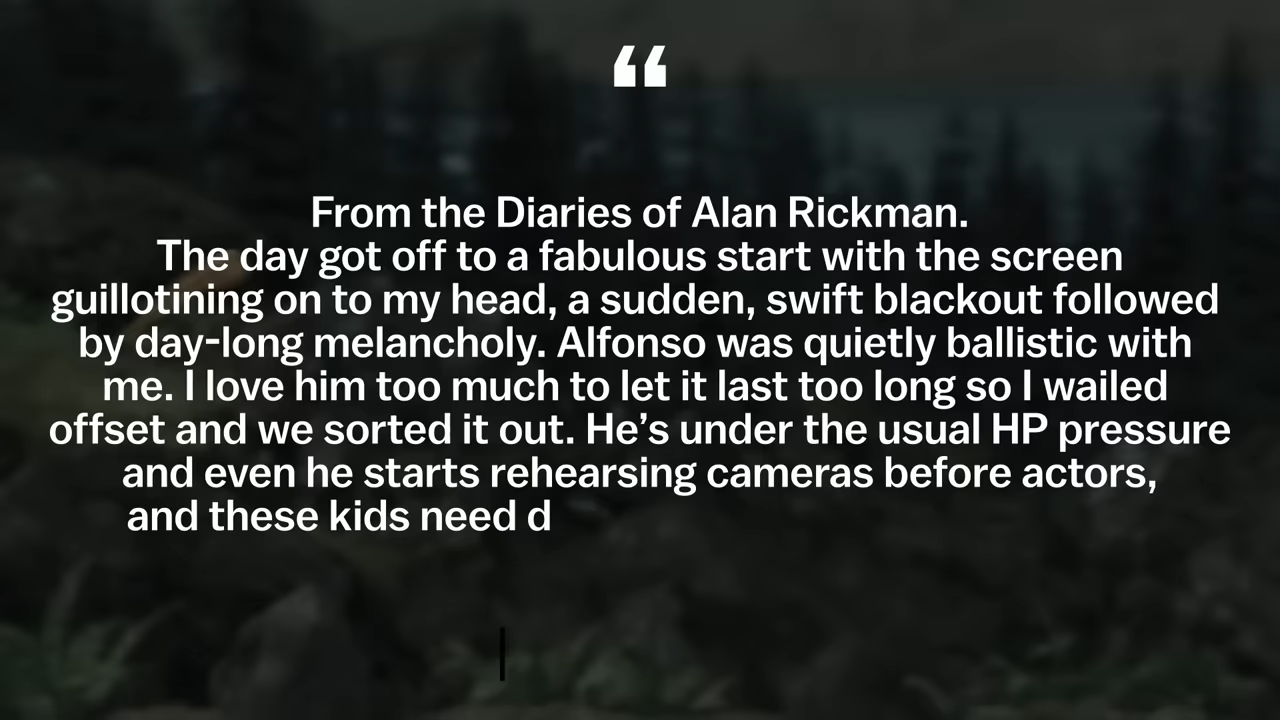 “
From the Diaries of Alan Rickman.
The day got off to a fabulous start with the screen
guillotining on to my head, a sudden, swift blackout followed
by day-long melancholy. Alfonso was quietly ballistic with
me. I love him too much to let it last too long so I wailed
offset and we sorted it out. He’s under the usual HP pressure
and even he starts rehearsing cameras before actors,
and these kids need d